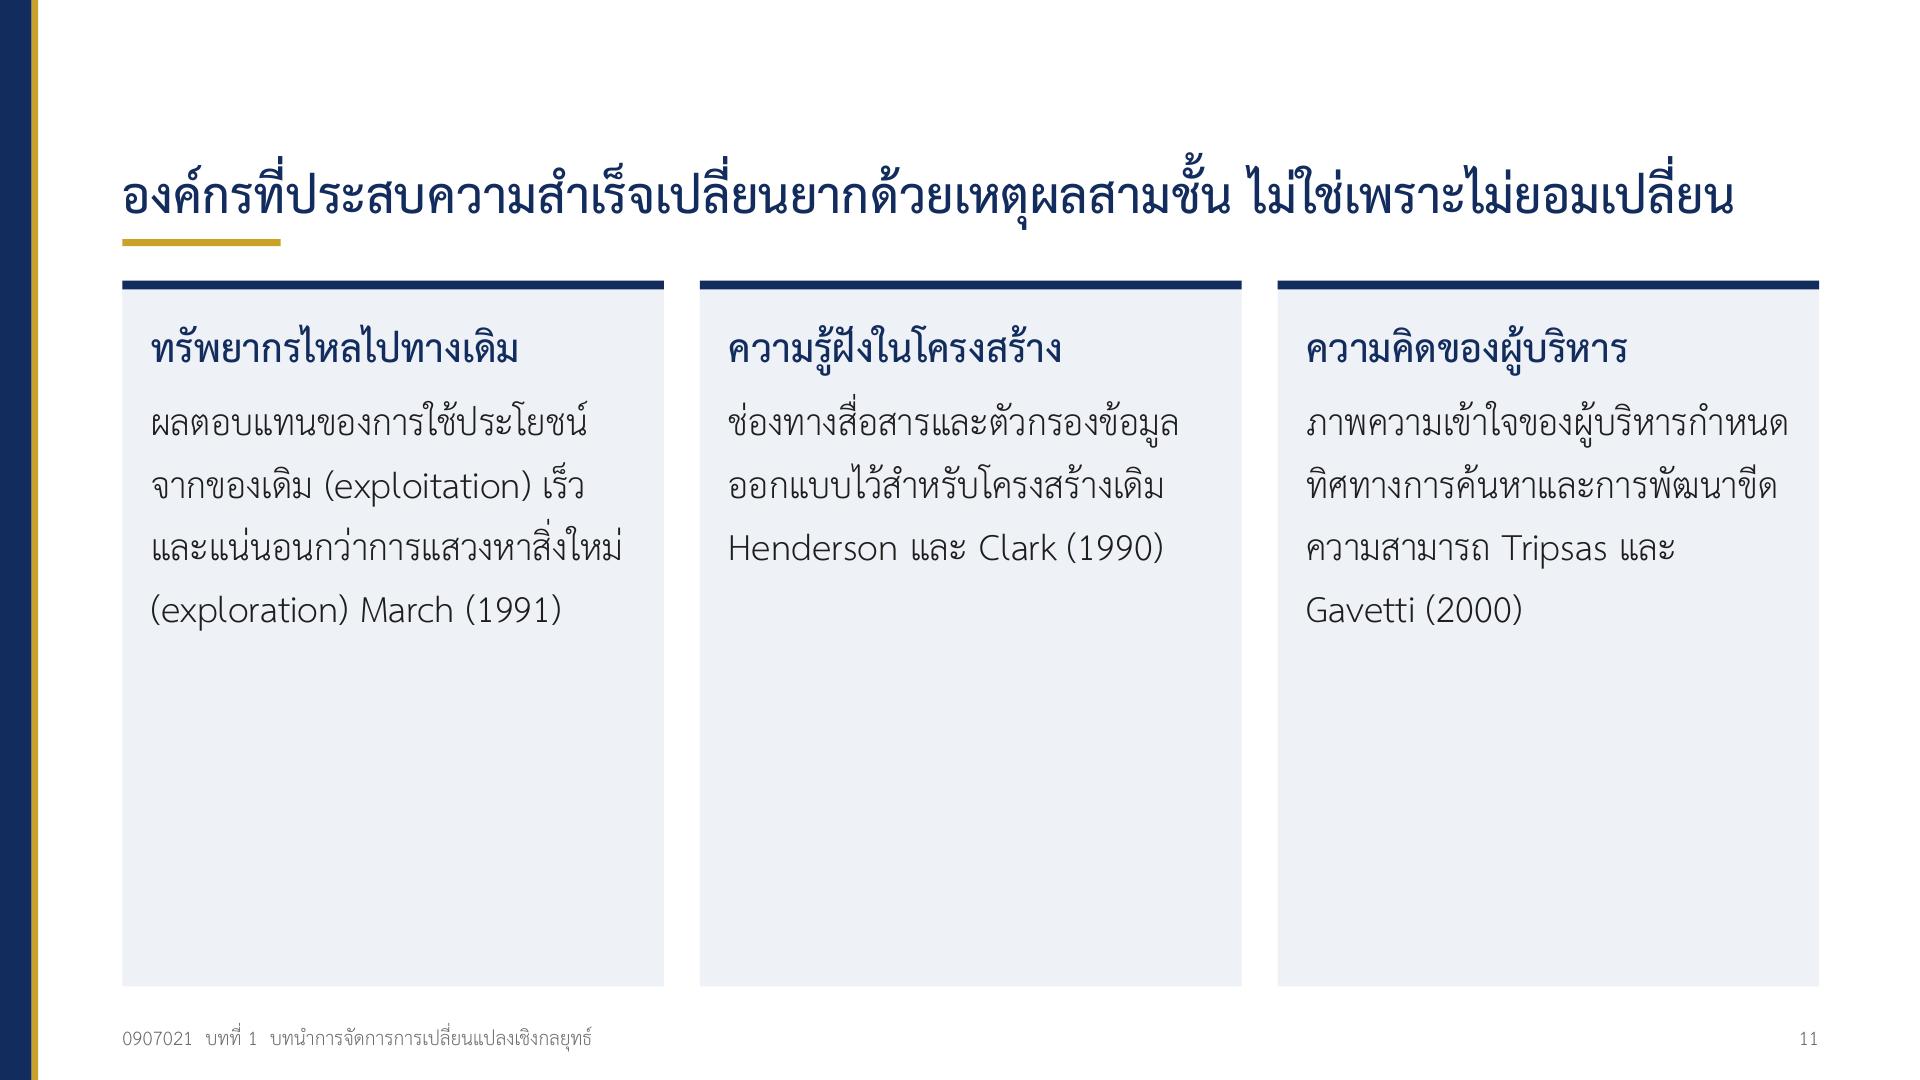 องค์กรที่ประสบความสำเร็จเปลี่ยนยากด้วยเหตุผลสามชั้น ไม่ใช่เพราะไม่ยอมเปลี่ยน
ทรัพยากรไหลไปทางเดิม
ผลตอบแทนของการใช้ประโยชน์
จากของเดิม (exploitation) เร็ว
และแน่นอนกว่าการแสวงหาสิ่งใหม่
(exploration) March (1991)
ความรู้ฝังในโครงสร้าง
ช่องทางสื่อสารและตัวกรองข้อมูล
ออกแบบไว้สำหรับโครงสร้างเดิม
Henderson และ Clark (1990)
ความคิดของผู้บริหาร
ภาพความเข้าใจของผู้บริหารกำหนด
ทิศทางการค้นหาและการพัฒนาขีด
ความสามารถ Tripsas และ
Gavetti (2000)
0907021 บทที่ 1 บทนำการจัดการการเปลี่ยนแปลงเชิงกลยุทธ์
11